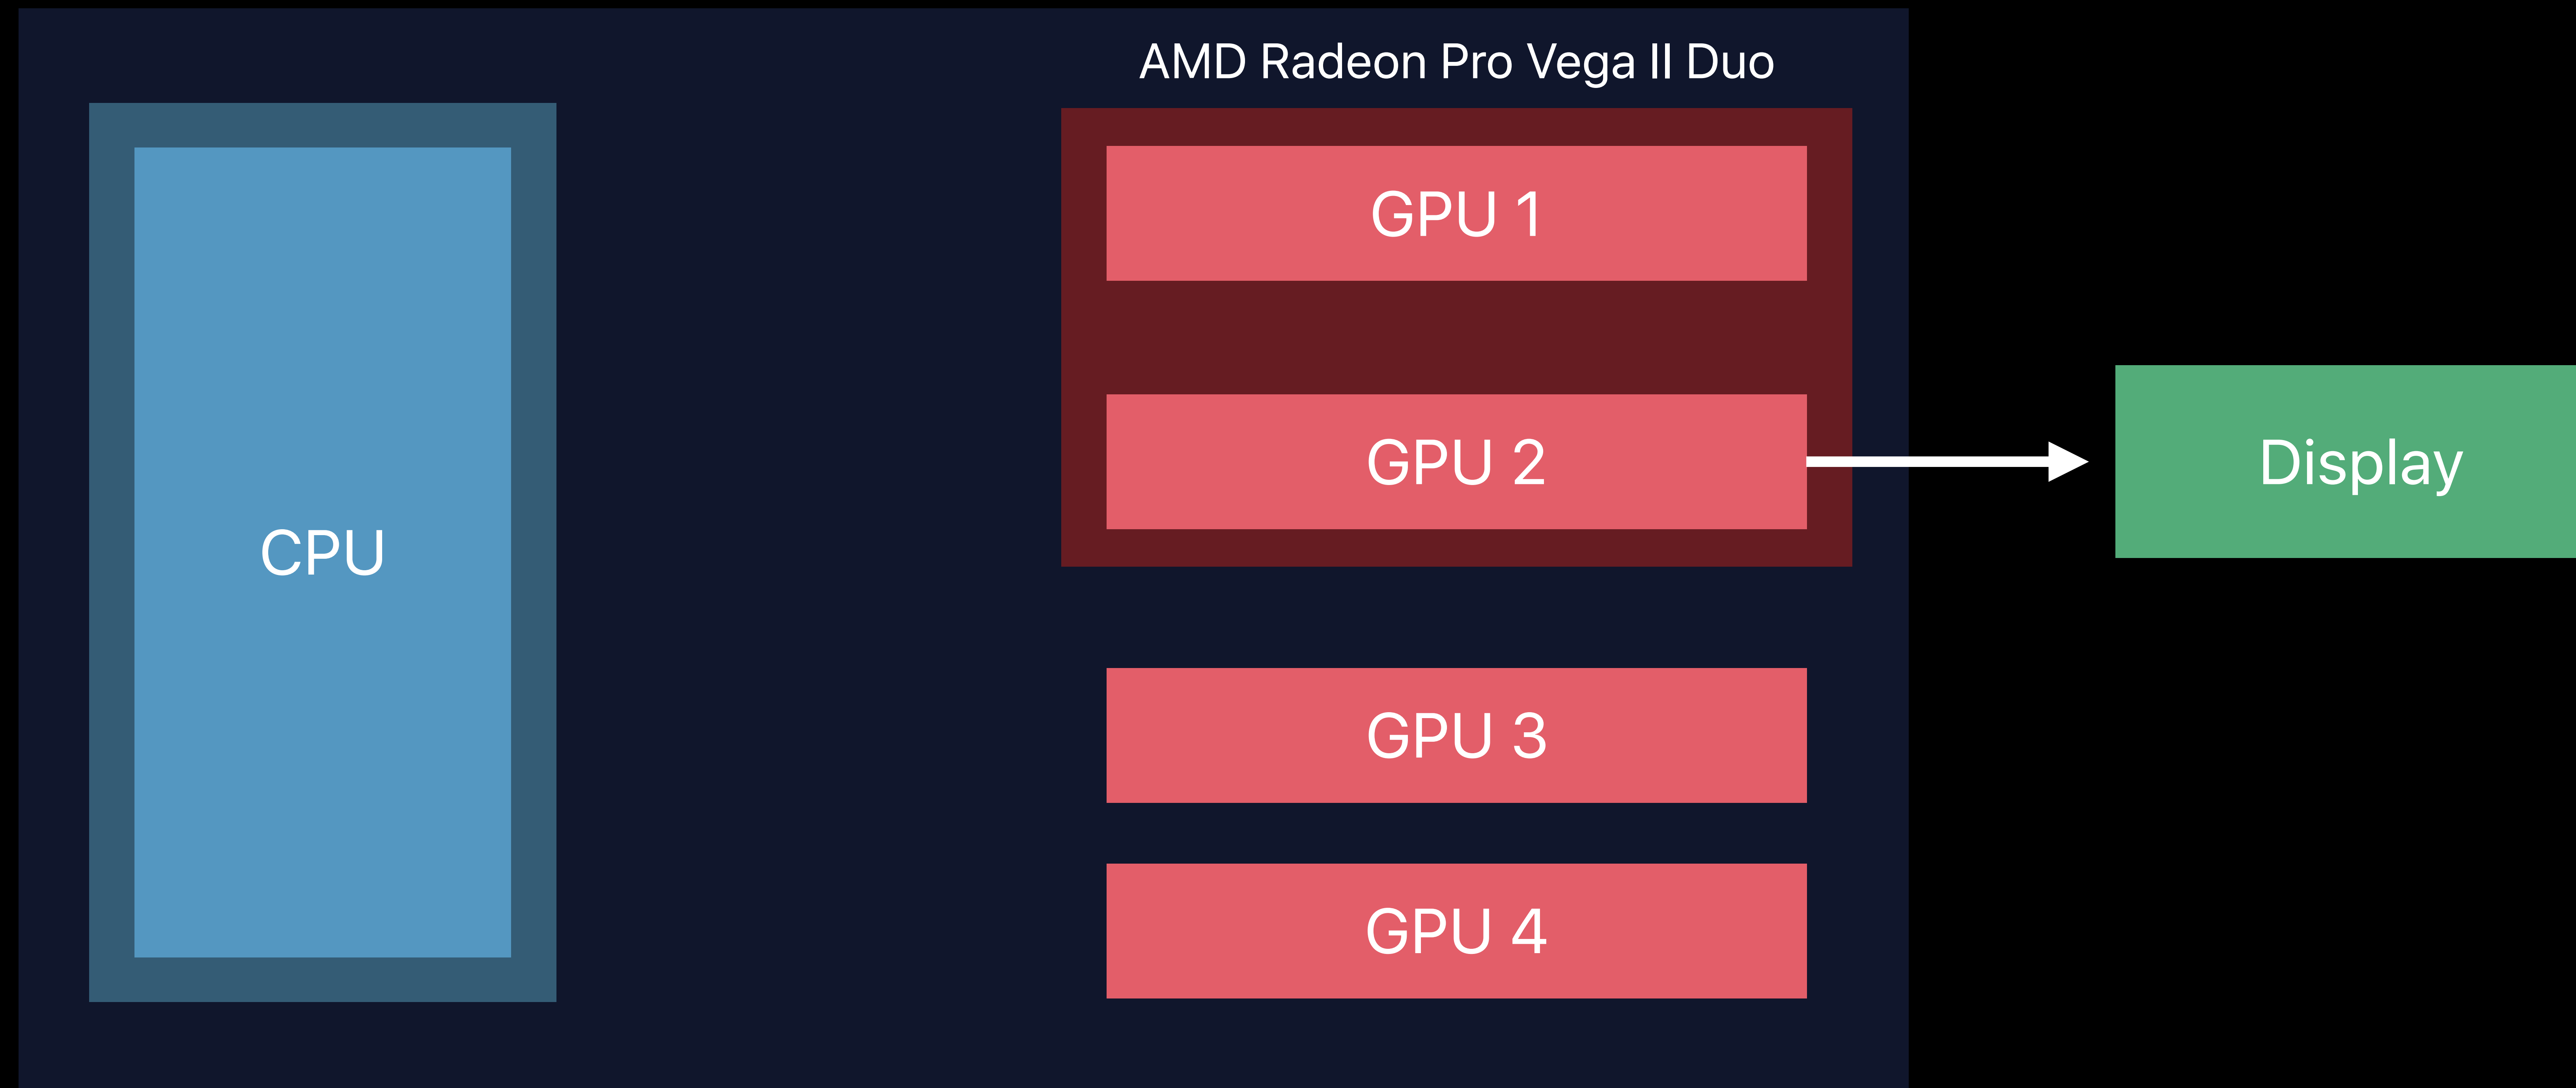 AMD Radeon Pro Vega II Duo
GPU 1
GPU 2
Display
CPU
GPU 3
GPU 4